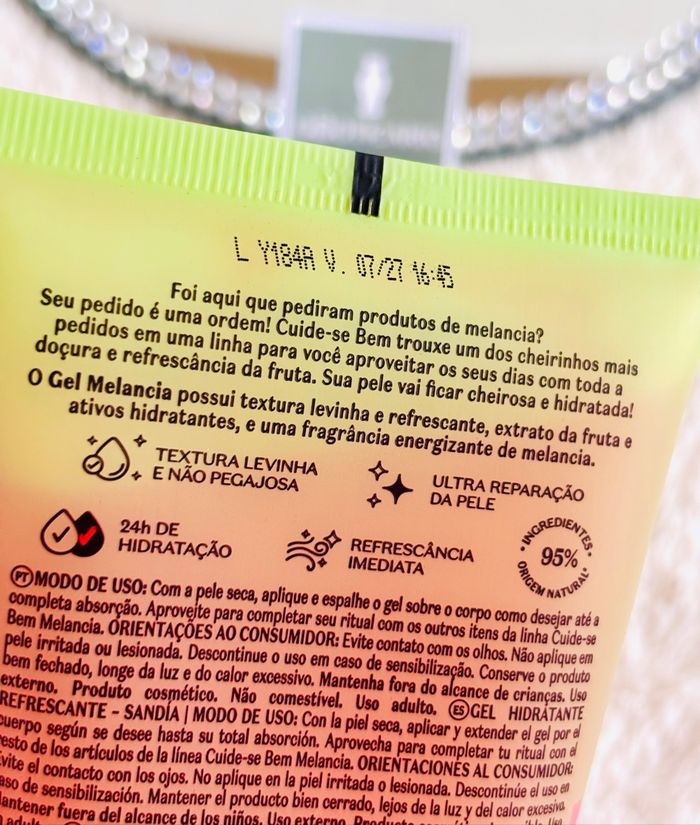 L Y184A V. 07/27 16:45
Foi aqui que pediram produtos de melancia?
Seu pedido é uma ordem! Cuide-se Bem trouxe um dos cheirinhos mais
pedidos em uma linha para você aproveitar os seus dias com toda a
doçura e refrescância da fruta. Sua pele vai ficar cheirosa e hidratada!
O Gel Melancia possui textura levinha e refrescante, extrato da fruta e
ativos hidratantes, e uma fragrância energizante de melancia.
TEXTURA LEVINHA
E NÃO PEGAJOSA
ULTRA REPARAÇÃO
DA PELE
24h DE
HIDRATAÇÃO
REFRESCÂNCIA
IMEDIATA
INGREDIENTES
95%
ORIGEM NATURAL*
PT MODO DE USO: Com a pele seca, aplique e espalhe o gel sobre o corpo como desejar até a
completa absorção. Aproveite para completar seu ritual com os outros itens da linha Cuide-se
Bem Melancia. ORIENTAÇÕES AO CONSUMIDOR: Evite contato com os olhos. Não aplique em
pele irritada ou lesionada. Descontinue o uso em caso de sensibilização. Conserve o produto
bem fechado, longe da luz e do calor excessivo. Mantenha fora do alcance de crianças. Uso
externo. Produto cosmético. Não comestível. Uso adulto. ES GEL HIDRATANTE
REFRESCANTE - SANDÍA | MODO DE USO: Con la piel seca, aplicar y extender el gel por el
cuerpo según se desee hasta su total absorción. Aprovecha para completar tu ritual con el
resto de los artículos de la línea Cuide-se Bem Melancia. ORIENTACIONES AL CONSUMIDOR:
Evite el contacto con los ojos. No aplique en la piel irritada o lesionada. Descontinúe el uso en
caso de sensibilización. Mantener el producto bien cerrado, lejos de la luz y del calor excesivo.
Mantener fuera del alcance de los niños. Uso externo. Producto cosmético.